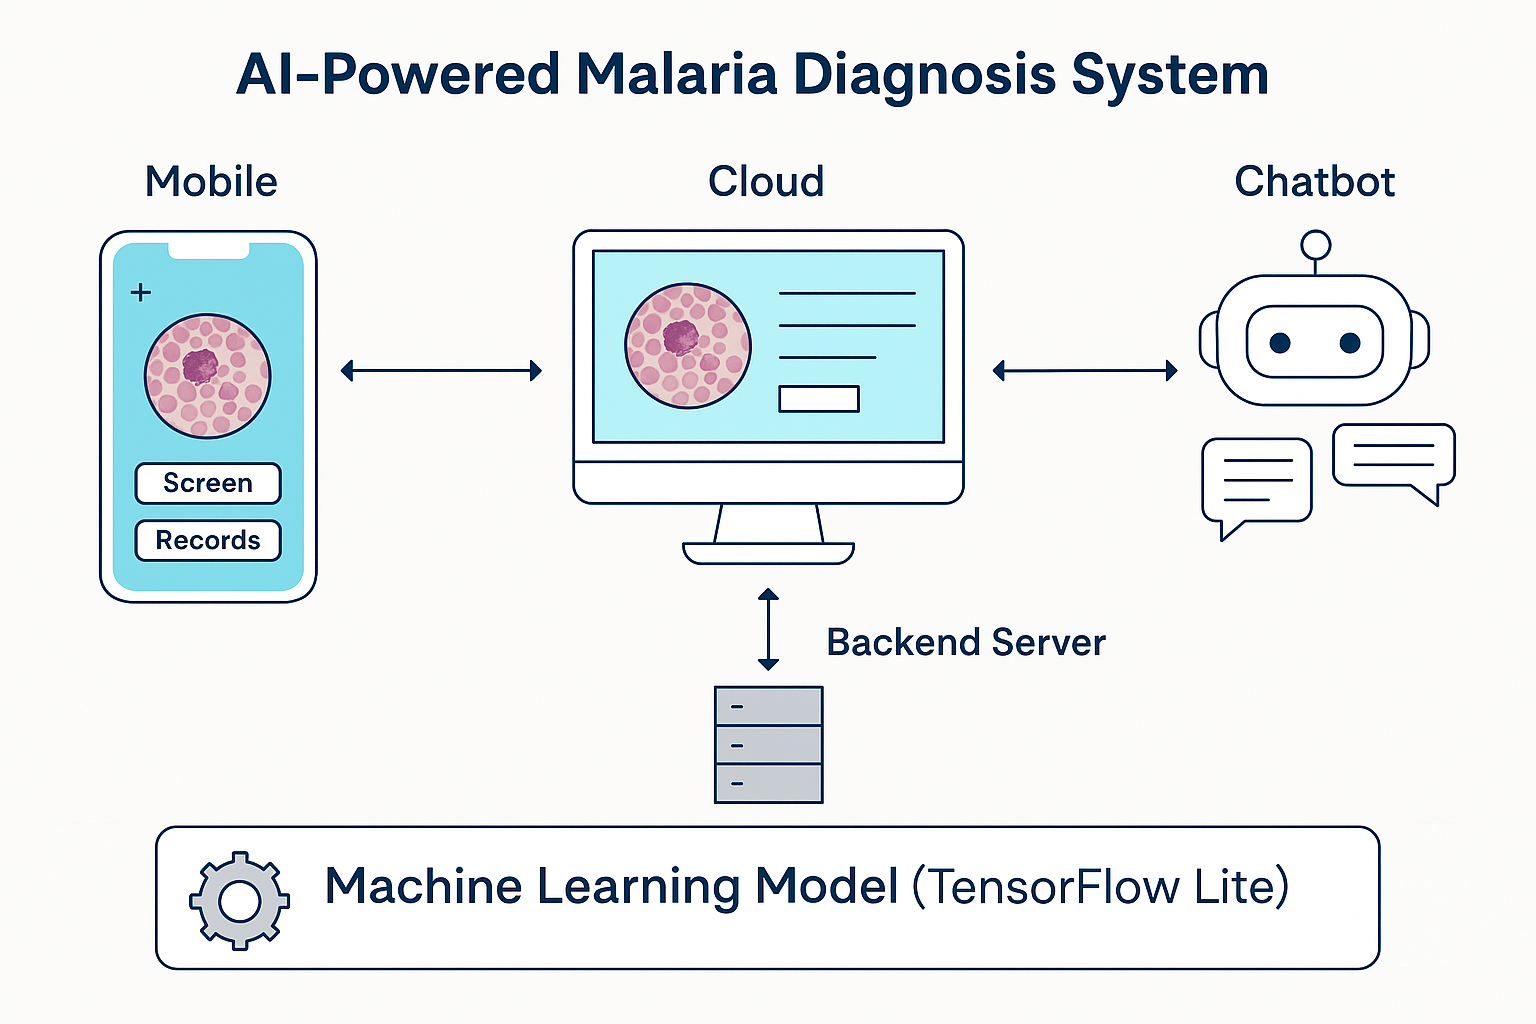 AI-Powered Malaria Diagnosis System
Mobile
Cloud
Chatbot
Screen
Records
Backend Server
Machine Learning Model (TensorFlow Lite)